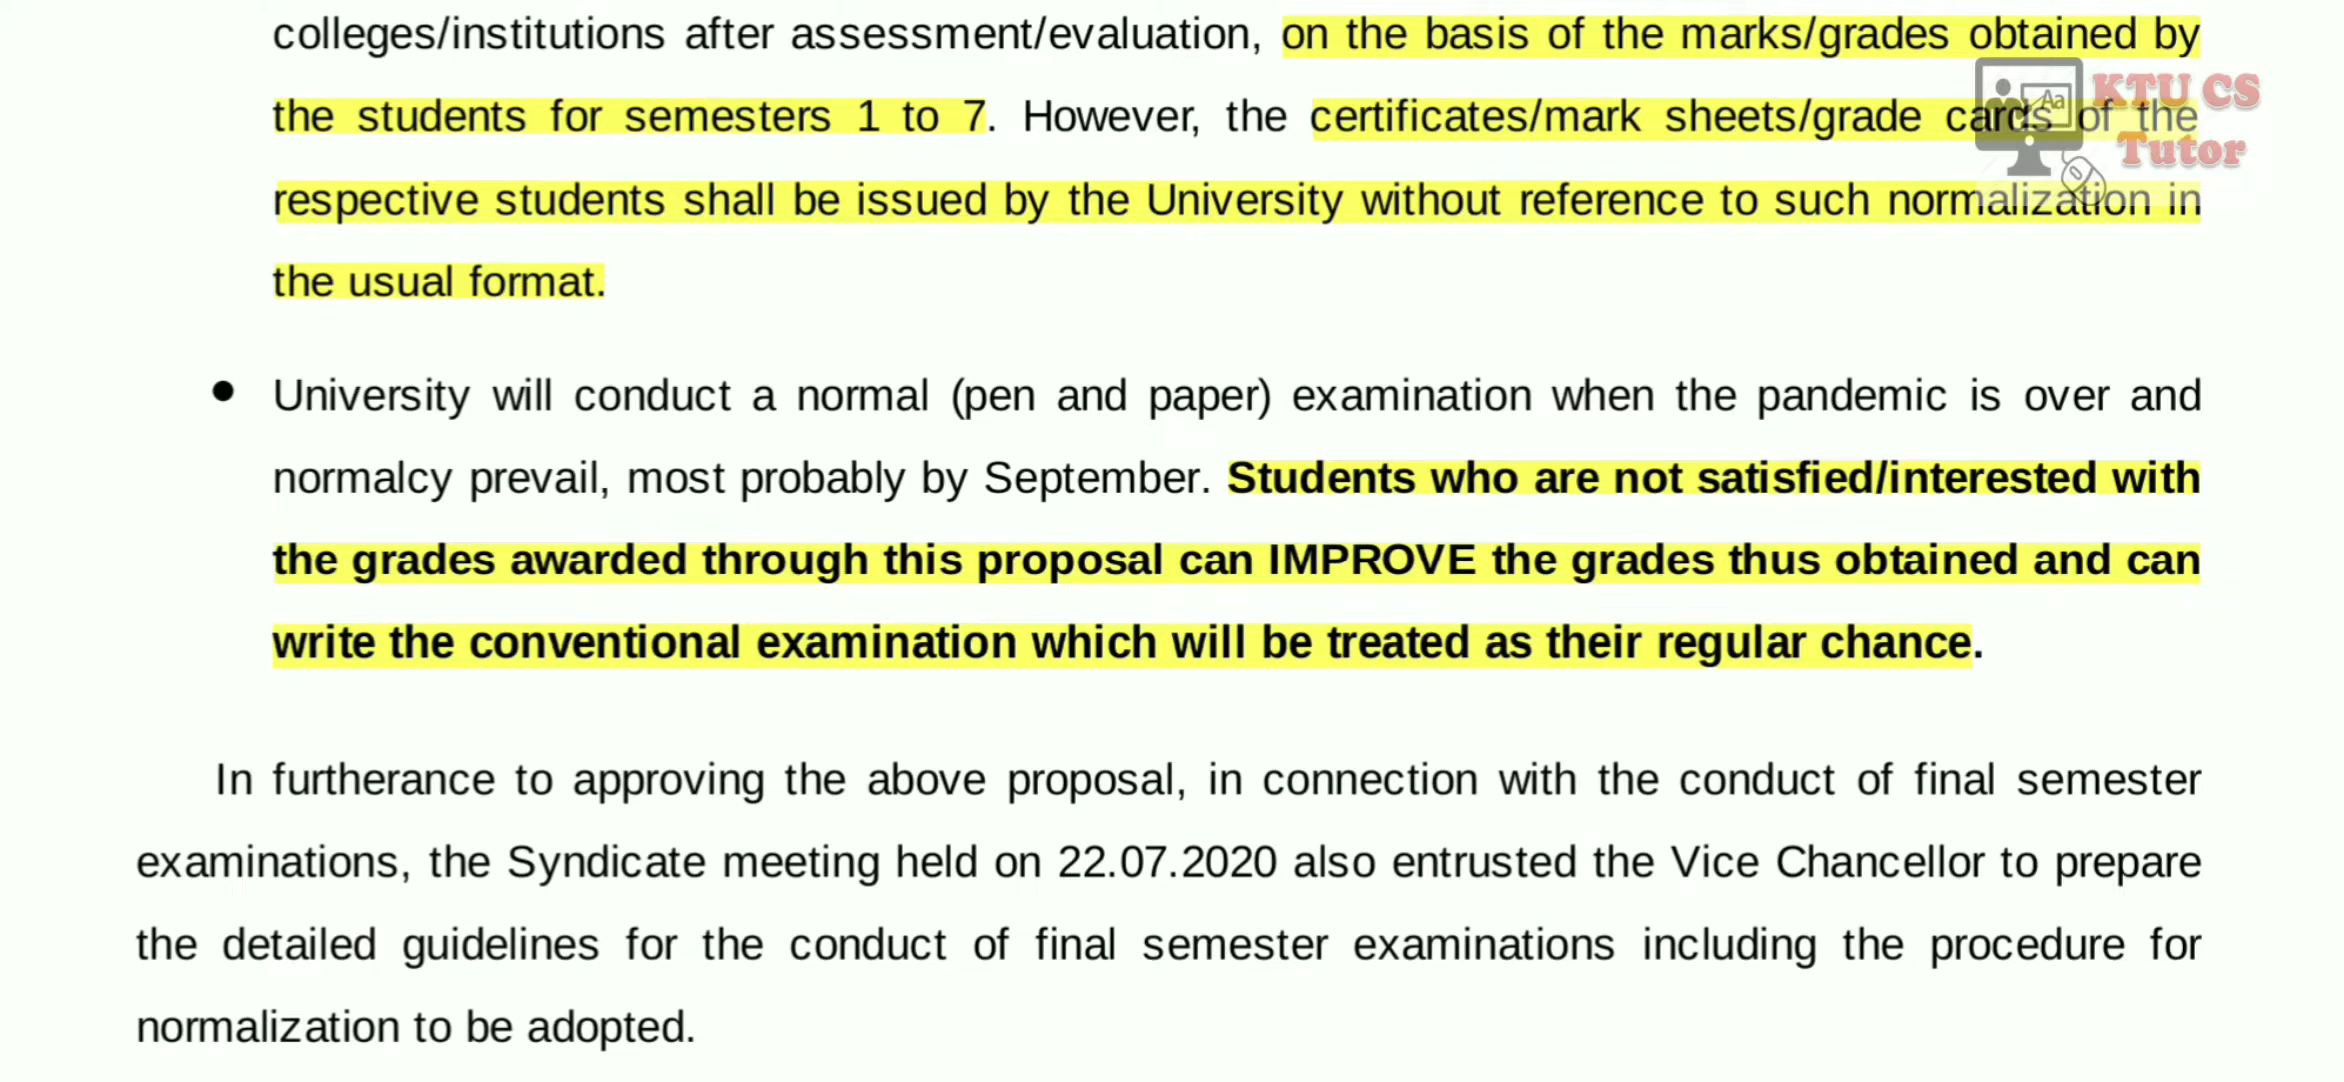 colleges/institutions after assessment/evaluation, on the basis of the marks/grades obtained by
the students for semesters 1 to 7. However, the certificates/mark sheets/grade cards of the
respective students shall be issued by the University without reference to such normalization in
the usual format.
KTU CS
Tutor
Aa
● University will conduct a normal (pen and paper) examination when the pandemic is over and
normalcy prevail, most probably by September. Students who are not satisfied/interested with
the grades awarded through this proposal can IMPROVE the grades thus obtained and can
write the conventional examination which will be treated as their regular chance.
In furtherance to approving the above proposal, in connection with the conduct of final semester
examinations, the Syndicate meeting held on 22.07.2020 also entrusted the Vice Chancellor to prepare
the detailed guidelines for the conduct of final semester examinations including the procedure for
normalization to be adopted.